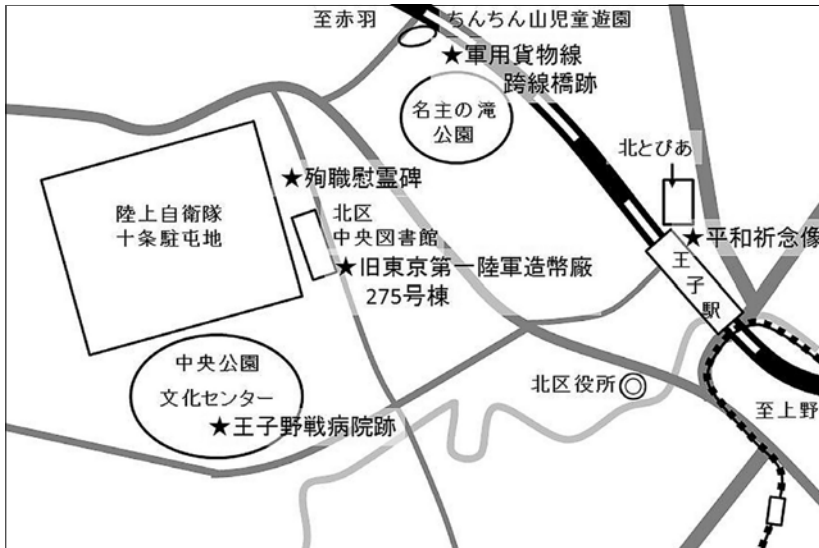 至赤羽
ちんちん山児童遊園
★軍用貨物線
跨線橋跡
名主の滝
公園
北とぴあ
★殉職慰霊碑
陸上自衛隊
十条駐屯地
北区
中央図書館
★平和祈念像
王子駅
★旧東京第一陸軍造幣廠
275号棟
中央公園
文化センター
北区役所
至上野
★王子野戦病院跡